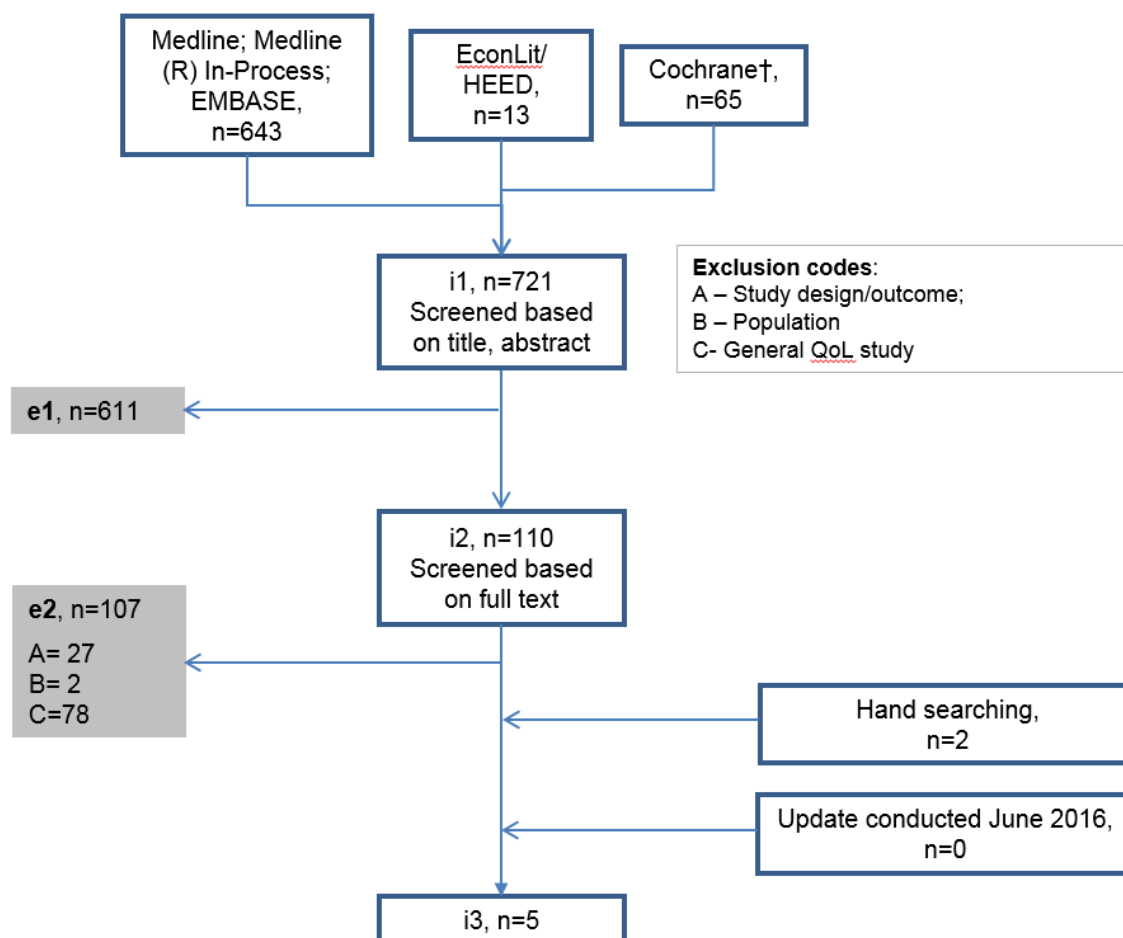 Medline; Medline
(R) In-Process;
EMBASE,
n=643
EconLit/
HEED,
n=13
Cochrane†,
n=65
i1, n=721
Screened based
on title, abstract
Exclusion codes:
A – Study design/outcome;
B – Population
C- General QoL study
e1, n=611
i2, n=110
Screened based
on full text
e2, n=107
A= 27
B= 2
C=78
Hand searching,
n=2
Update conducted June 2016,
n=0
i3, n=5